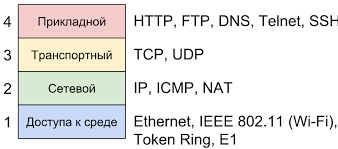 4 Прикладной HTTP, FTP, DNS, Telnet, SSH
3 Транспортный TCP, UDP
2 Сетевой IP, ICMP, NAT
1 Доступа к среде Ethernet, IEEE 802.11 (Wi-Fi),
Token Ring, E1